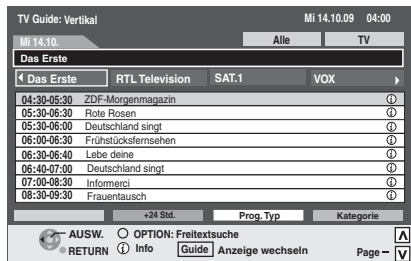 TV Guide: Vertikal Mi 14.10.09 04:00
Mi 14.10. Alle TV
Das Erste
Das Erste RTL Television SAT.1 VOX
04:30-05:30 ZDF-Morgenmagazin
05:30-06:30 Rote Rosen
05:30-06:00 Deutschland singt
06:00-06:30 Frühstücksfernsehen
06:30-06:40 Lebe deine
06:40-07:00 Deutschland singt
07:00-08:30 Informerci
08:30-09:30 Frauentausch
+24 Std. Prog. Typ Kategorie
AUSW. OPTION: Freitextsuche
RETURN i Info Guide Anzeige wechseln Page